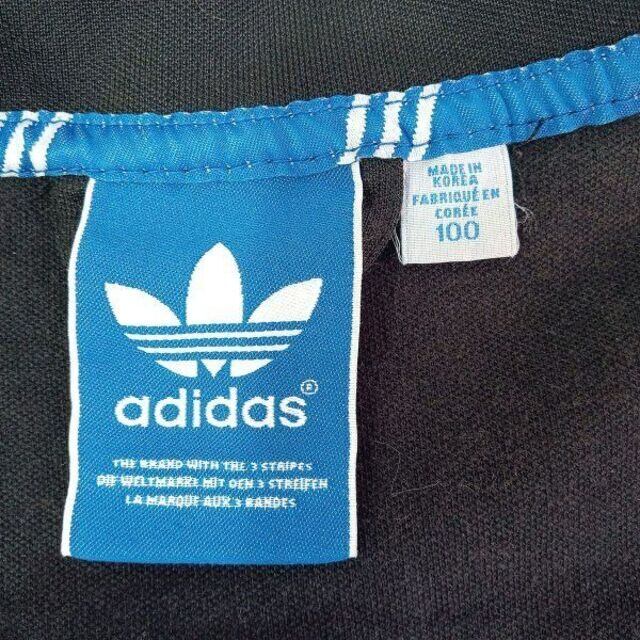 MADE IN
KOREA
FABRIQUÉ EN
CORÉE
100
adidas®
THE BRAND WITH THE 3 STRIPES
DIE WELTMARKE MIT DEN 3 STREIFEN
LA MARQUE AUX 3 BANDES